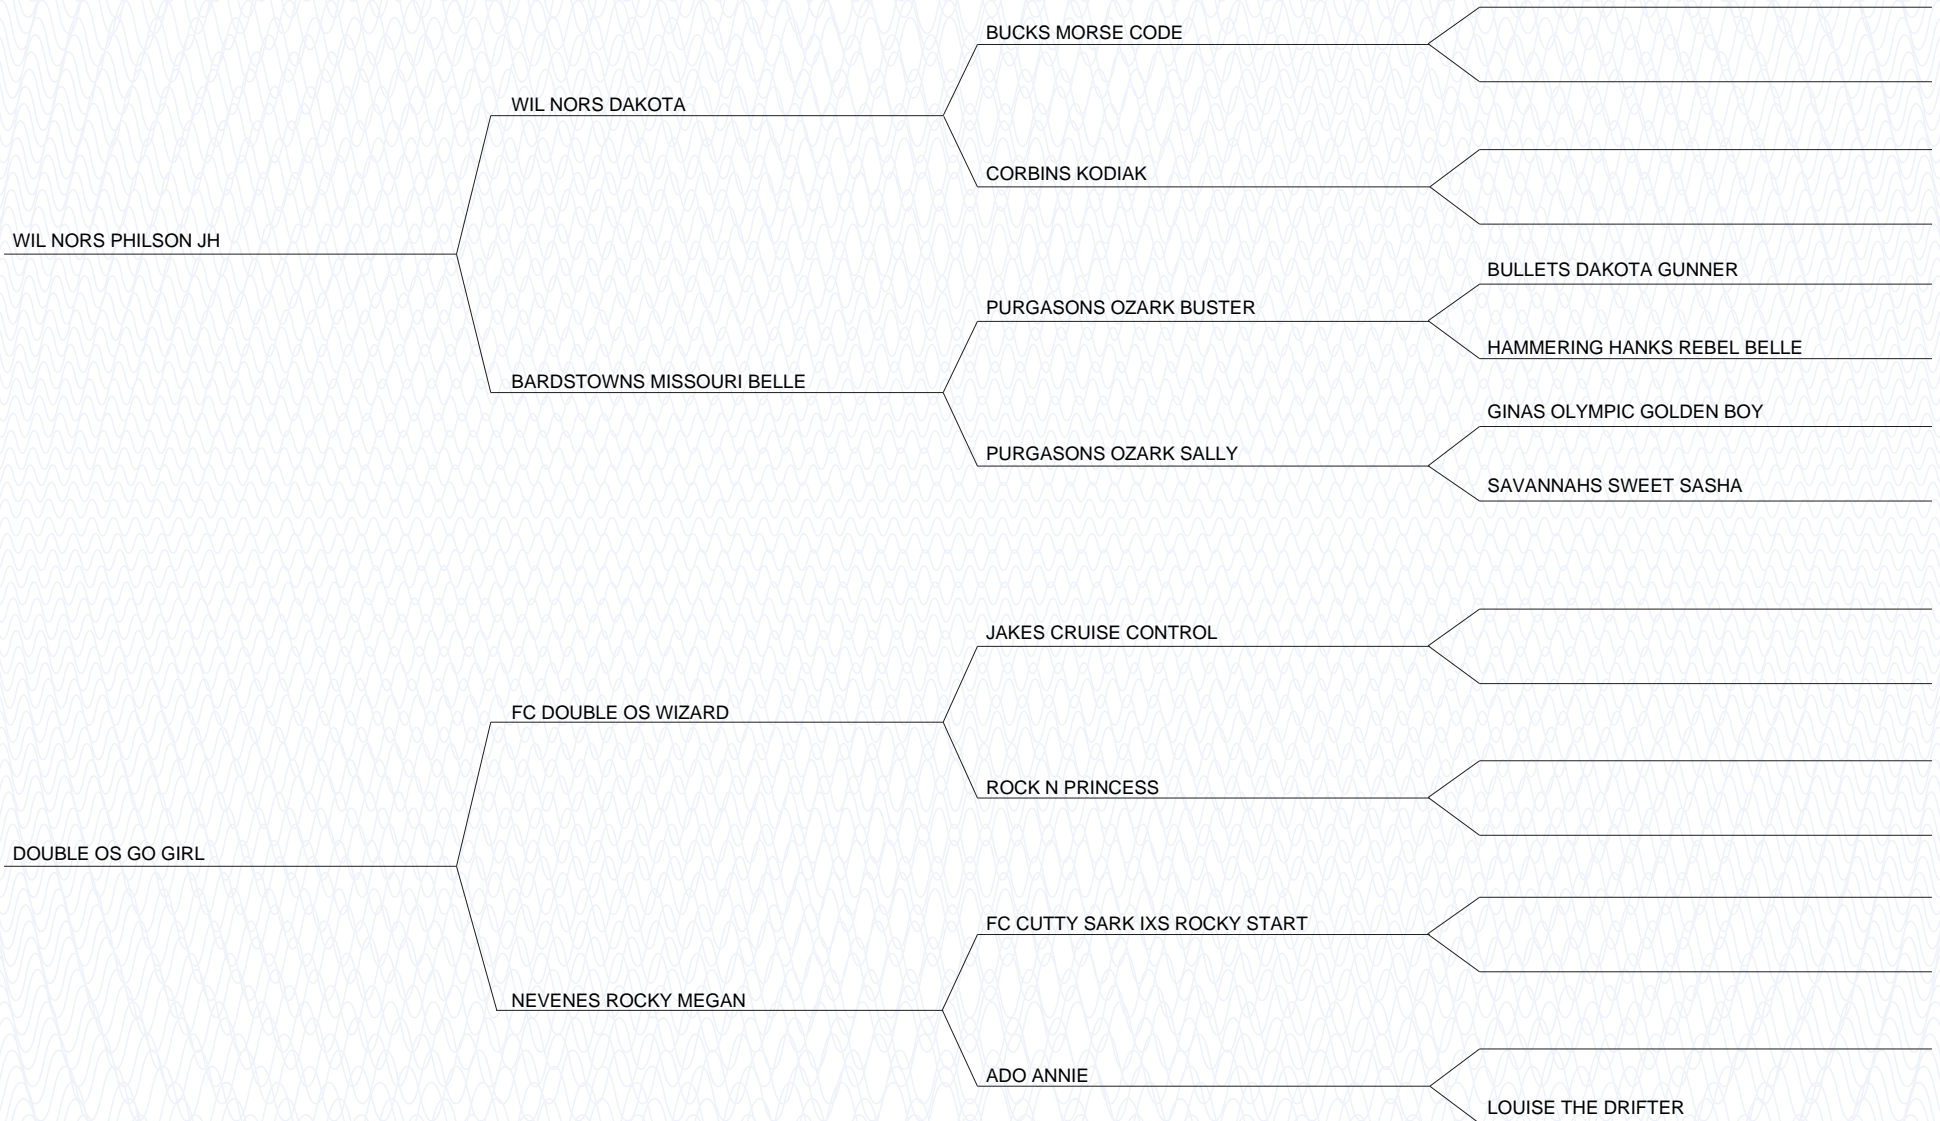 BUCKS MORSE CODE
WIL NORS DAKOTA
CORBINS KODIAK
WIL NORS PHILSON JH
BULLETS DAKOTA GUNNER
PURGASONS OZARK BUSTER
HAMMERING HANKS REBEL BELLE
BARDSTOWNS MISSOURI BELLE
GINAS OLYMPIC GOLDEN BOY
PURGASONS OZARK SALLY
SAVANNAHS SWEET SASHA
JAKES CRUISE CONTROL
FC DOUBLE OS WIZARD
ROCK N PRINCESS
DOUBLE OS GO GIRL
FC CUTTY SARK IXS ROCKY START
NEVENES ROCKY MEGAN
ADO ANNIE
LOUISE THE DRIFTER